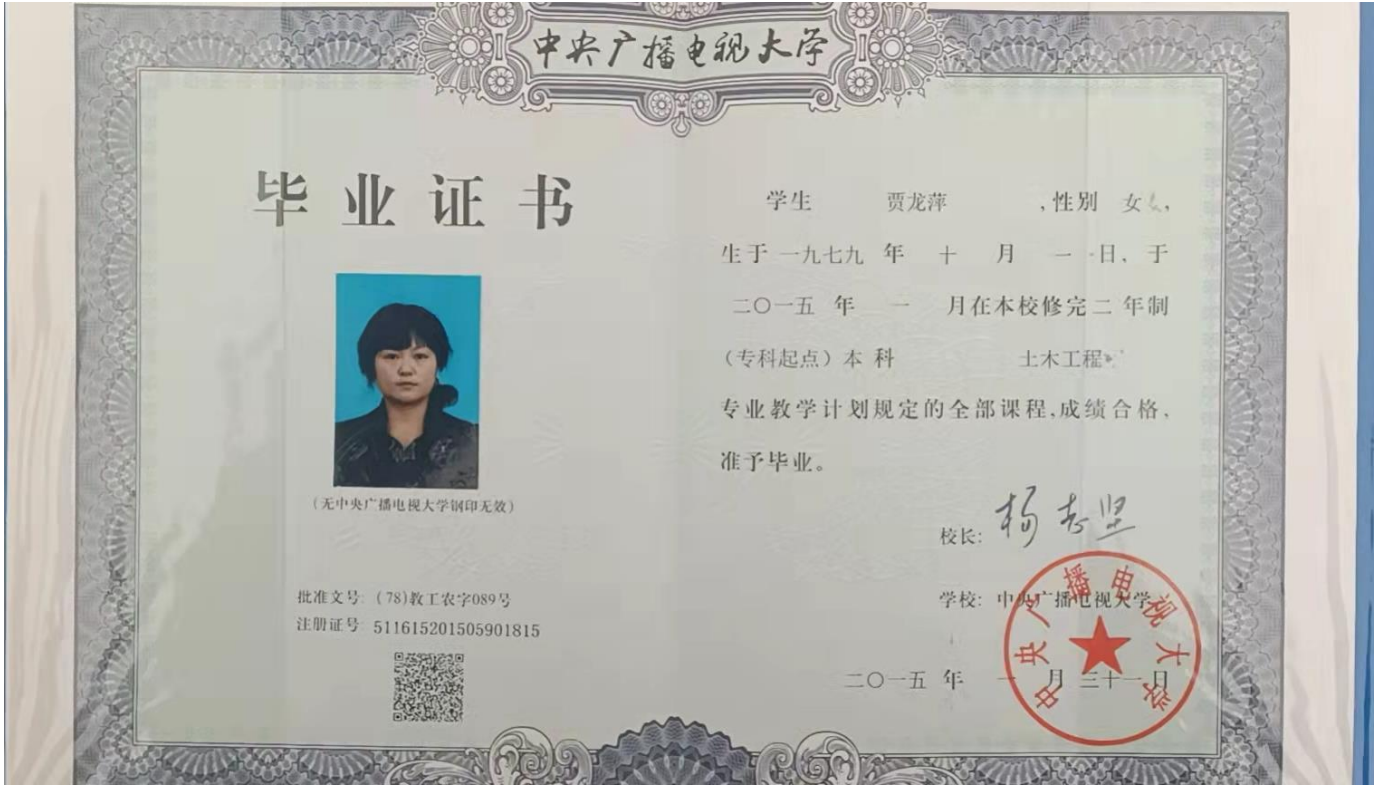 中央广播电视大学
毕业证书
(无中央广播电视大学钢印无效)
批准文号: (78)教工农字089号
注册证号 511615201505901815
学生 贾龙萍 , 性别 女 ,
生于 一九七九 年 十 月 一 日、于
二〇一五 年 一 月在本校修完 二 年制
(专科起点) 本 科 土木工程
专业教学计划规定的全部课程,成绩合格,
准予毕业。
校长: 杨志坚
学校: 中央广播电视大学
中央广播电视大学
二〇一五 年 一 月 三十一 日